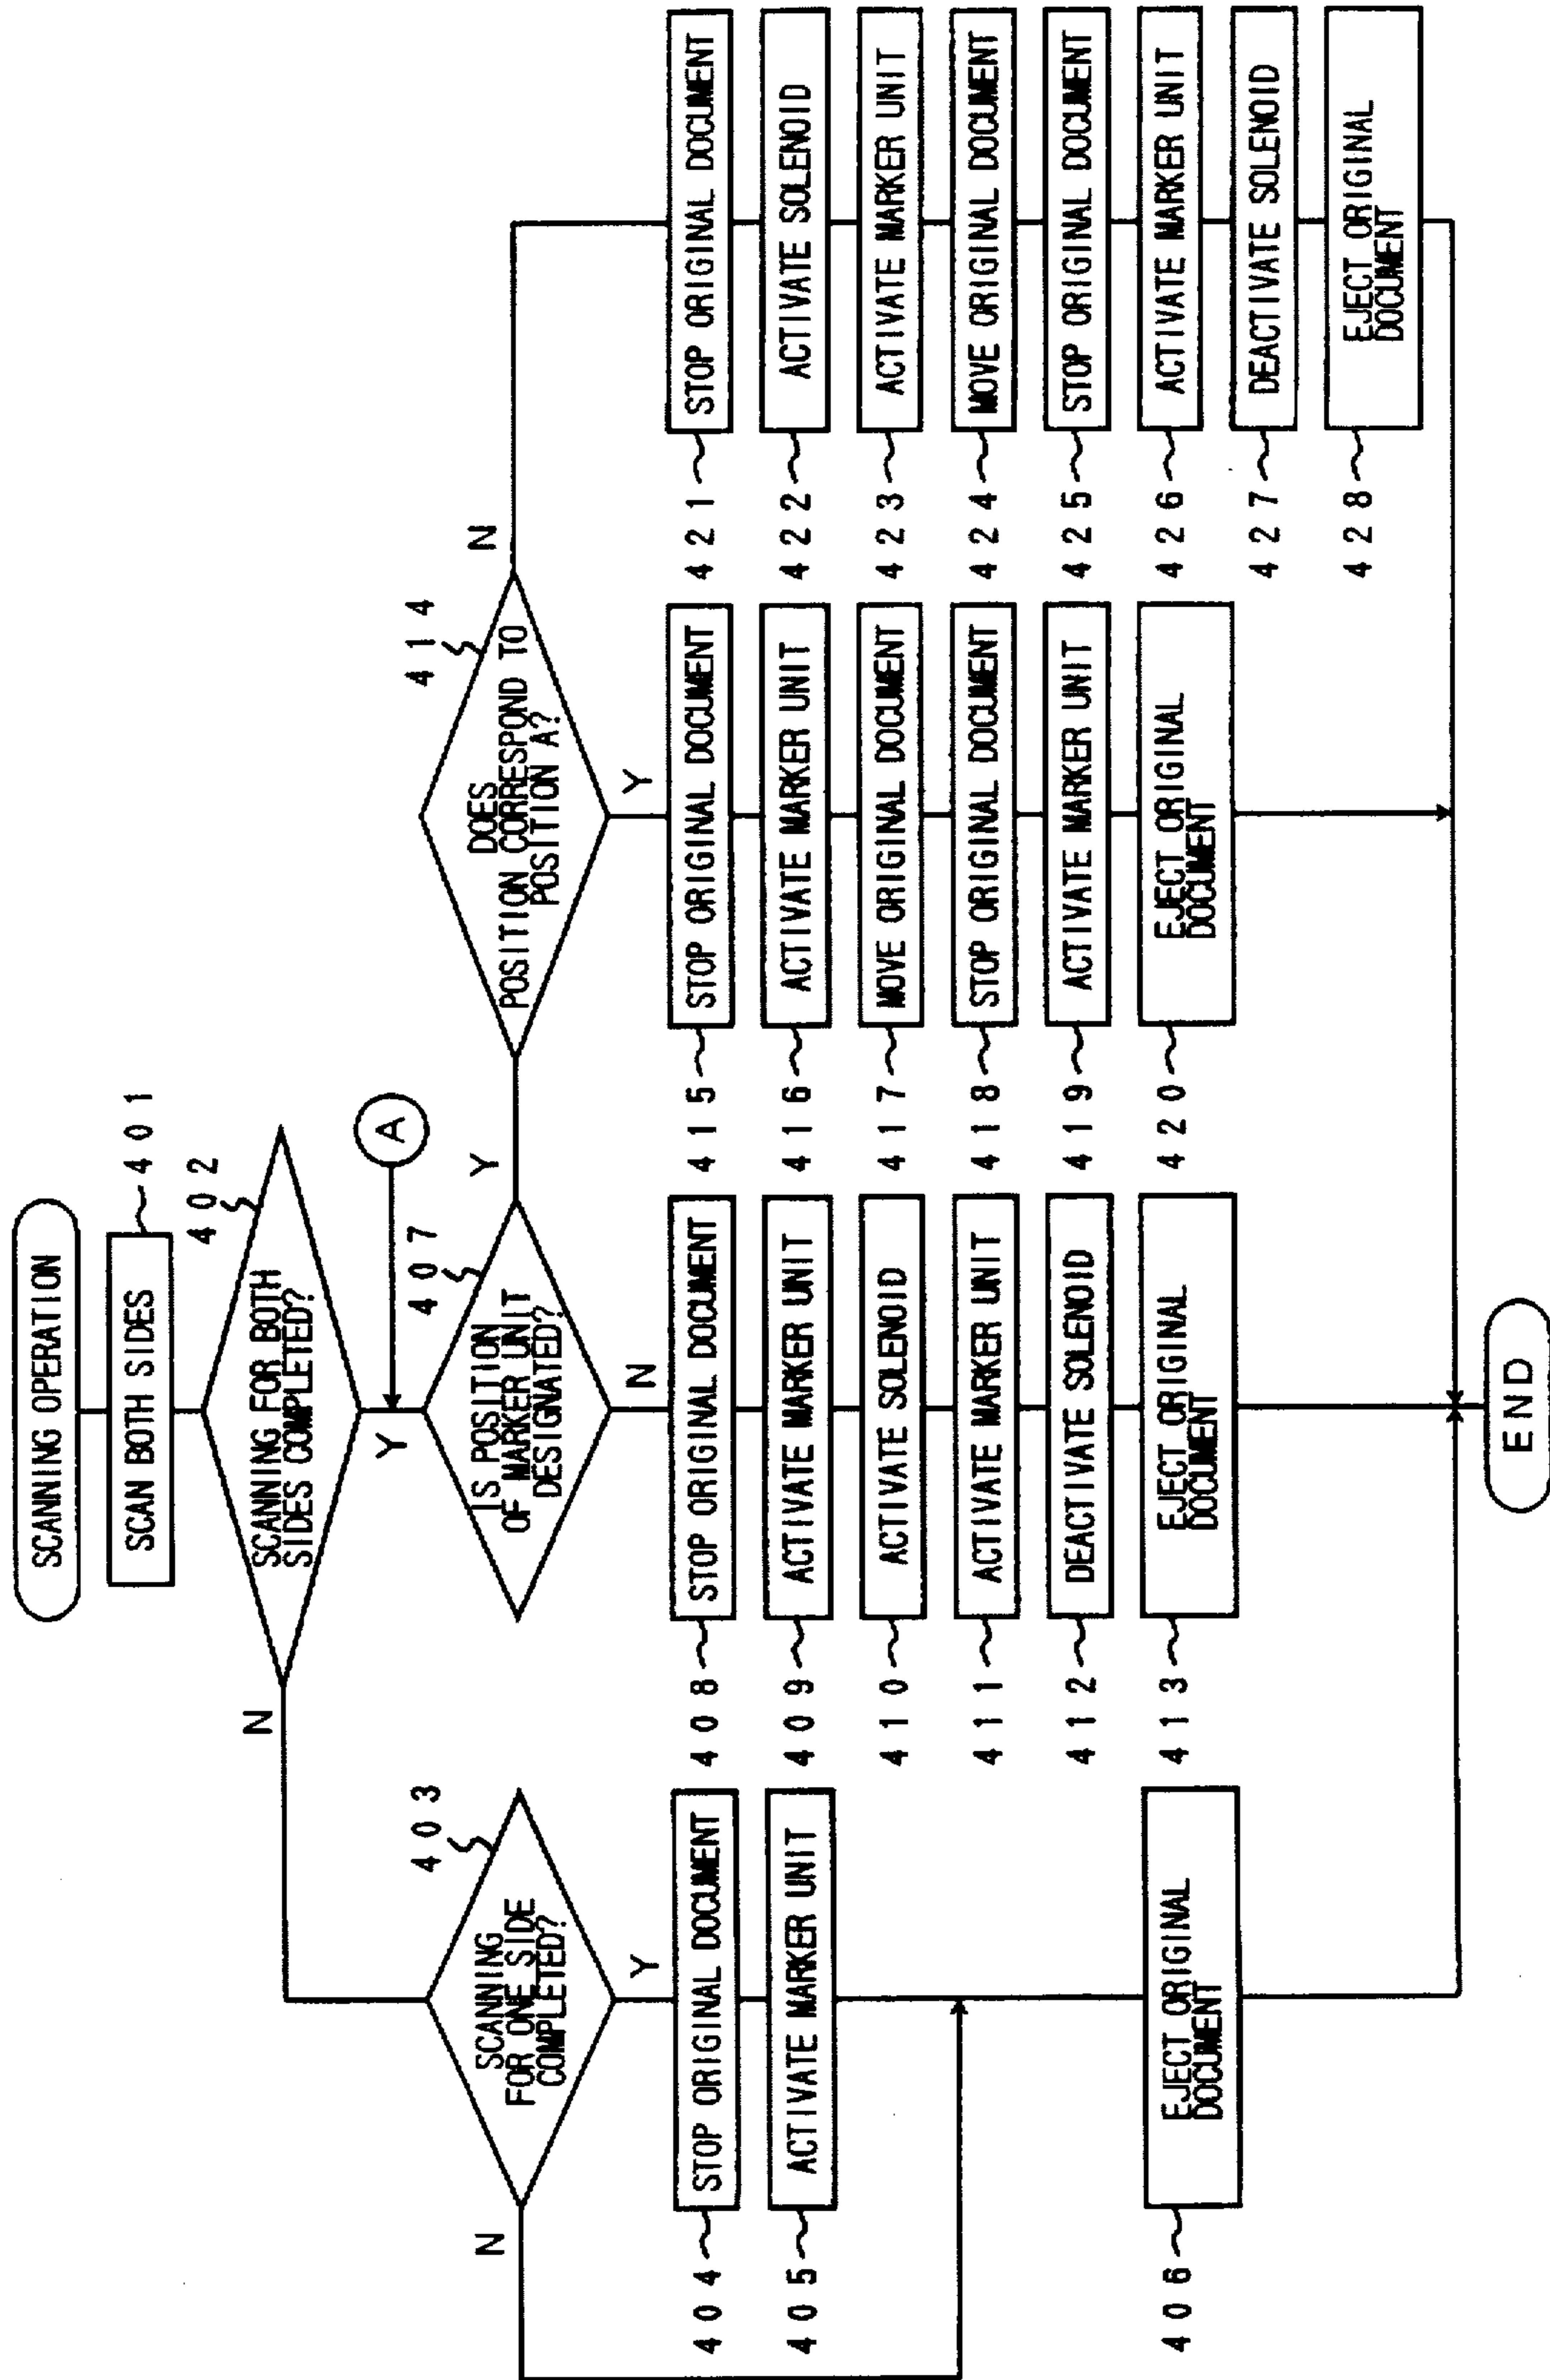 SCANNING OPERATION
SCAN BOTH SIDES
401
402
SCANNING FOR BOTH
SIDES COMPLETED?
N
Y
A
403
SCANNING
FOR ONE SIDE
COMPLETED?
N
Y
404
STOP ORIGINAL DOCUMENT
405
ACTIVATE MARKER UNIT
406
EJECT ORIGINAL
DOCUMENT
407
IS POSITION
OF MARKER UNIT
DESIGNATED?
Y
N
408
STOP ORIGINAL DOCUMENT
409
ACTIVATE MARKER UNIT
410
ACTIVATE SOLENOID
411
ACTIVATE MARKER UNIT
412
DEACTIVATE SOLENOID
413
EJECT ORIGINAL
DOCUMENT
414
DOES
POSITION CORRESPOND TO
POSITION A?
N
Y
415
STOP ORIGINAL DOCUMENT
416
ACTIVATE MARKER UNIT
417
MOVE ORIGINAL DOCUMENT
418
STOP ORIGINAL DOCUMENT
419
ACTIVATE MARKER UNIT
420
EJECT ORIGINAL
DOCUMENT
421
STOP ORIGINAL DOCUMENT
422
ACTIVATE SOLENOID
423
ACTIVATE MARKER UNIT
424
MOVE ORIGINAL DOCUMENT
425
STOP ORIGINAL DOCUMENT
426
ACTIVATE MARKER UNIT
427
DEACTIVATE SOLENOID
428
EJECT ORIGINAL
DOCUMENT
END